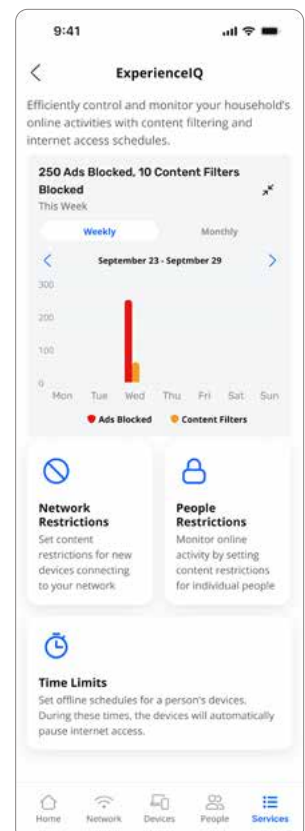 9:41
ExperienceIQ
Efficiently control and monitor your household's
online activities with content filtering and
internet access schedules.
250 Ads Blocked, 10 Content Filters
Blocked
This Week
Weekly Monthly
September 23 - Septmber 29
300
200
100
0
Mon Tue Wed Thu Fri Sat Sun
Ads Blocked Content Filters
Network
Restrictions
Set content
restrictions for new
devices connecting
to your network
People
Restrictions
Monitor online
activity by setting
content restrictions
for individual people
Time Limits
Set offline schedules for a person's devices.
During these times, the devices will automatically
pause internet access.
Home Network Devices People Services